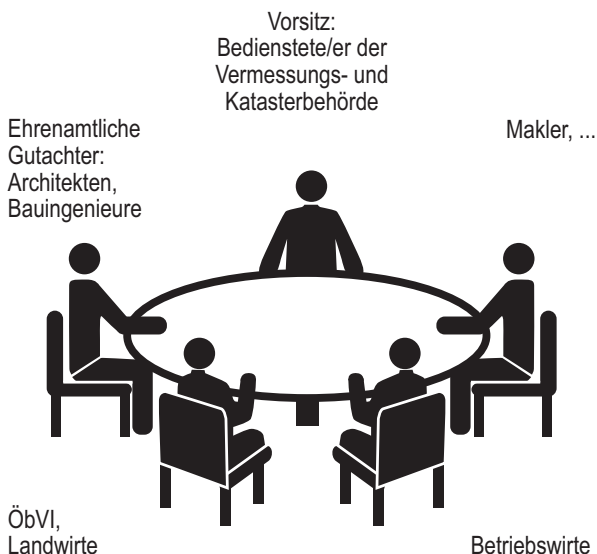 Vorsitz:
Bedienstete/er der
Vermessungs- und
Katasterbehörde
Ehrenamtliche
Gutachter:
Architekten,
Bauingenieure
Makler, ...
ÖbVI,
Landwirte
Betriebswirte